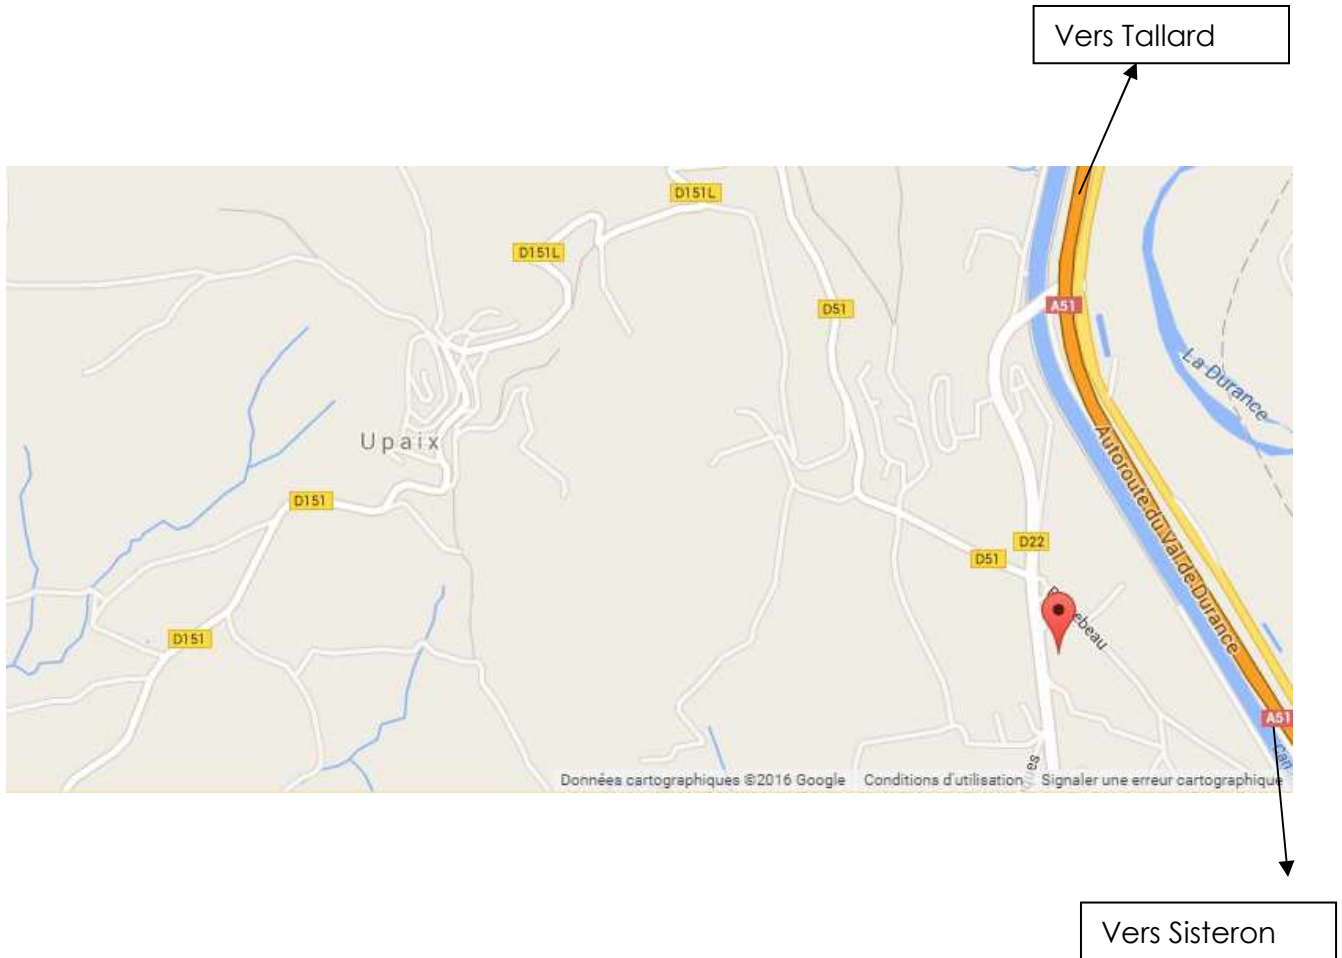 Vers Tallard
D151L
D151L
D51
A51
La Durance
Upaix
Autoroute du Val de Durance
D151
D22
D51
D151
A51
Données cartographiques ©2016 Google Conditions d'utilisation Signaler une erreur cartographique
Vers Sisteron